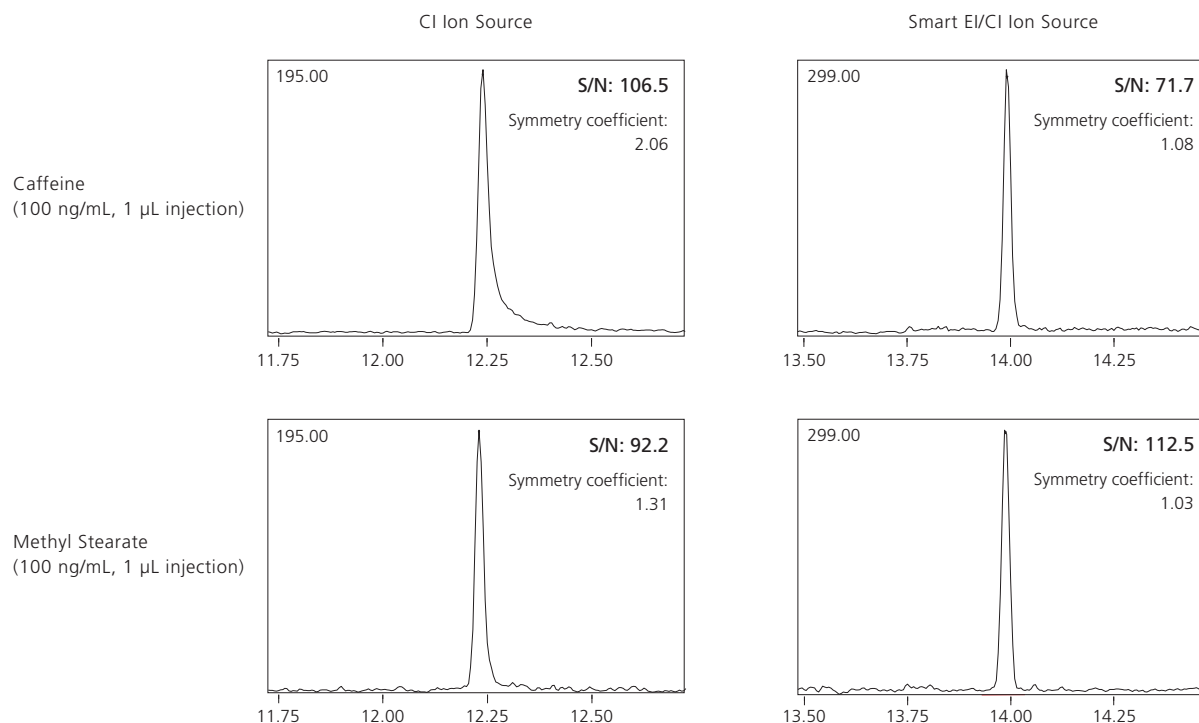 CI Ion Source
Smart EI/CI Ion Source
Caffeine
(100 ng/mL, 1 µL injection)
195.00
S/N: 106.5
Symmetry coefficient:
2.06
11.75 12.00 12.25 12.50
299.00
S/N: 71.7
Symmetry coefficient:
1.08
13.50 13.75 14.00 14.25
Methyl Stearate
(100 ng/mL, 1 µL injection)
195.00
S/N: 92.2
Symmetry coefficient:
1.31
11.75 12.00 12.25 12.50
299.00
S/N: 112.5
Symmetry coefficient:
1.03
13.50 13.75 14.00 14.25